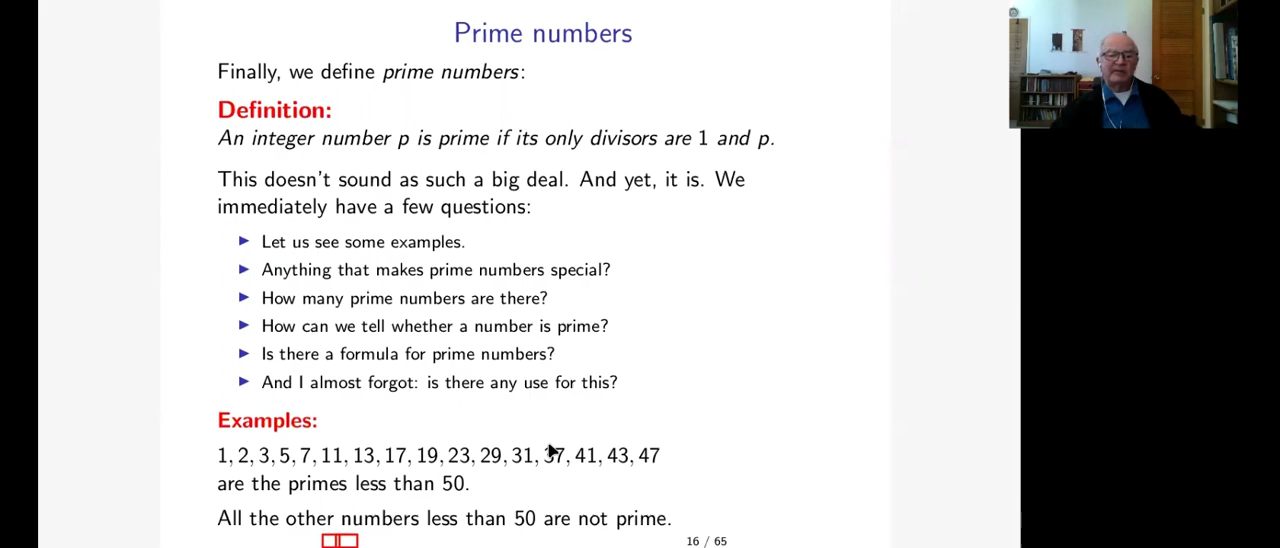 Prime numbers
Finally, we define prime numbers:
Definition:
An integer number p is prime if its only divisors are 1 and p.
This doesn't sound as such a big deal. And yet, it is. We
immediately have a few questions:
▶ Let us see some examples.
▶ Anything that makes prime numbers special?
▶ How many prime numbers are there?
▶ How can we tell whether a number is prime?
▶ Is there a formula for prime numbers?
▶ And I almost forgot: is there any use for this?
Examples:
1, 2, 3, 5, 7, 11, 13, 17, 19, 23, 29, 31, 37, 41, 43, 47
are the primes less than 50.
All the other numbers less than 50 are not prime.
16 / 65